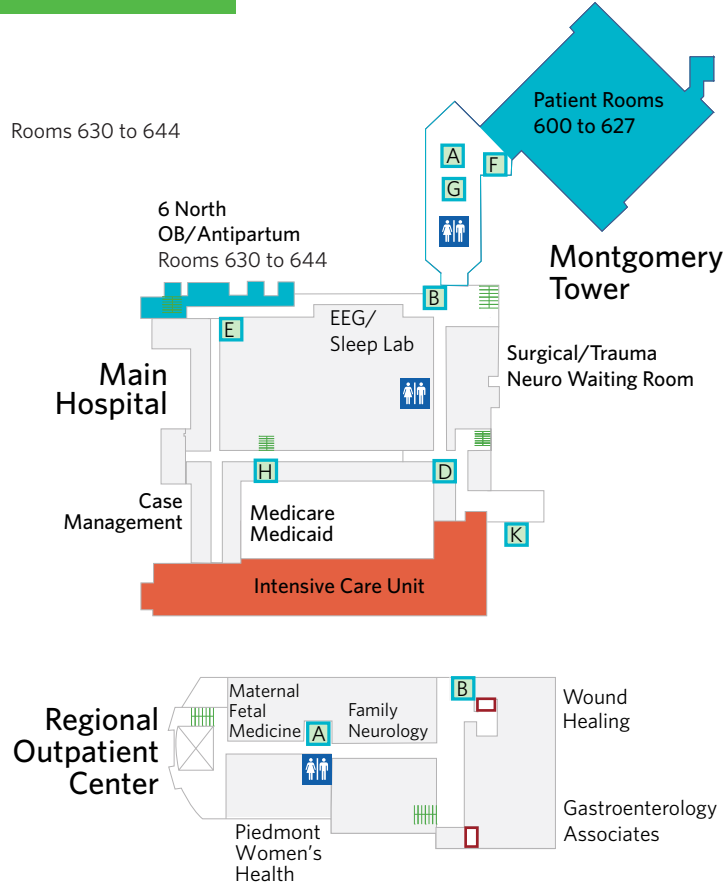 Rooms 630 to 644
Patient Rooms
600 to 627
A
F
G
6 North
OB/Antipartum
Rooms 630 to 644
Montgomery
Tower
B
E
EEG/
Sleep Lab
Surgical/Trauma
Neuro Waiting Room
Main
Hospital
H
D
Case
Management
Medicare
Medicaid
K
Intensive Care Unit
Regional
Outpatient
Center
Maternal
Fetal
Medicine
Family
Neurology
A
B
Wound
Healing
Gastroenterology
Associates
Piedmont
Women's
Health